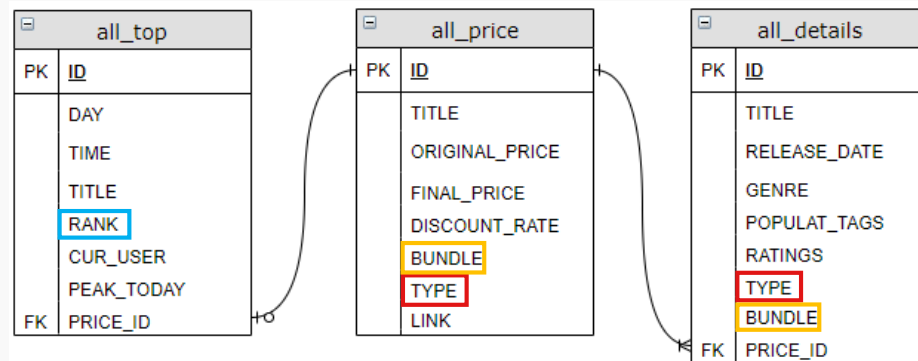 all_top
PK ID
DAY
TIME
TITLE
RANK
CUR_USER
PEAK_TODAY
FK PRICE_ID
all_price
PK ID
TITLE
ORIGINAL_PRICE
FINAL_PRICE
DISCOUNT_RATE
BUNDLE
TYPE
LINK
all_details
PK ID
TITLE
RELEASE_DATE
GENRE
POPULAT_TAGS
RATINGS
TYPE
BUNDLE
FK PRICE_ID